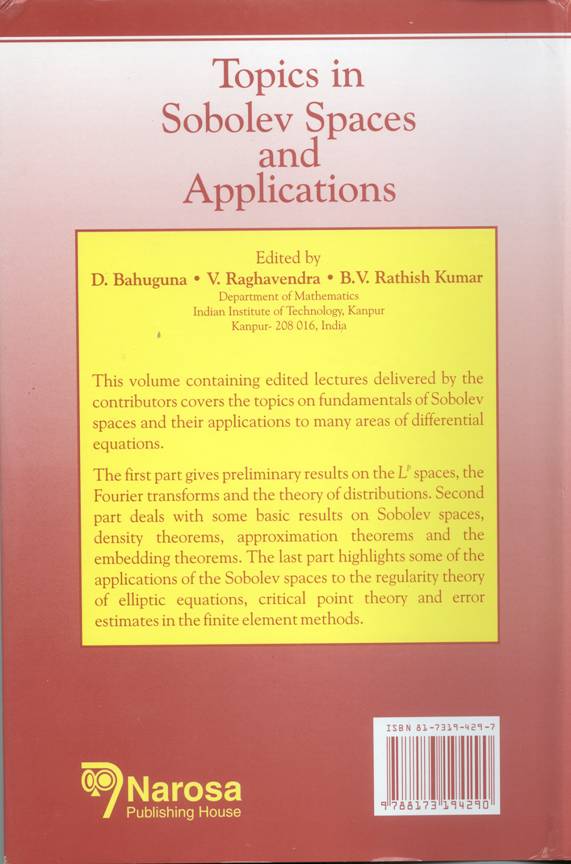 Topics in
Sobolev Spaces
and
Applications
Edited by
D. Bahuguna • V. Raghavendra • B.V. Rathish Kumar
Department of Mathematics
Indian Institute of Technology, Kanpur
Kanpur- 208 016, India
This volume containing edited lectures delivered by the
contributors covers the topics on fundamentals of Sobolev
spaces and their applications to many areas of differential
equations.
The first part gives preliminary results on the Lᵖ spaces, the
Fourier transforms and the theory of distributions. Second
part deals with some basic results on Sobolev spaces,
density theorems, approximation theorems and the
embedding theorems. The last part highlights some of the
applications of the Sobolev spaces to the regularity theory
of elliptic equations, critical point theory and error
estimates in the finite element methods.
ISBN 81-7319-429-7
9 788173 194290
Narosa
Publishing House